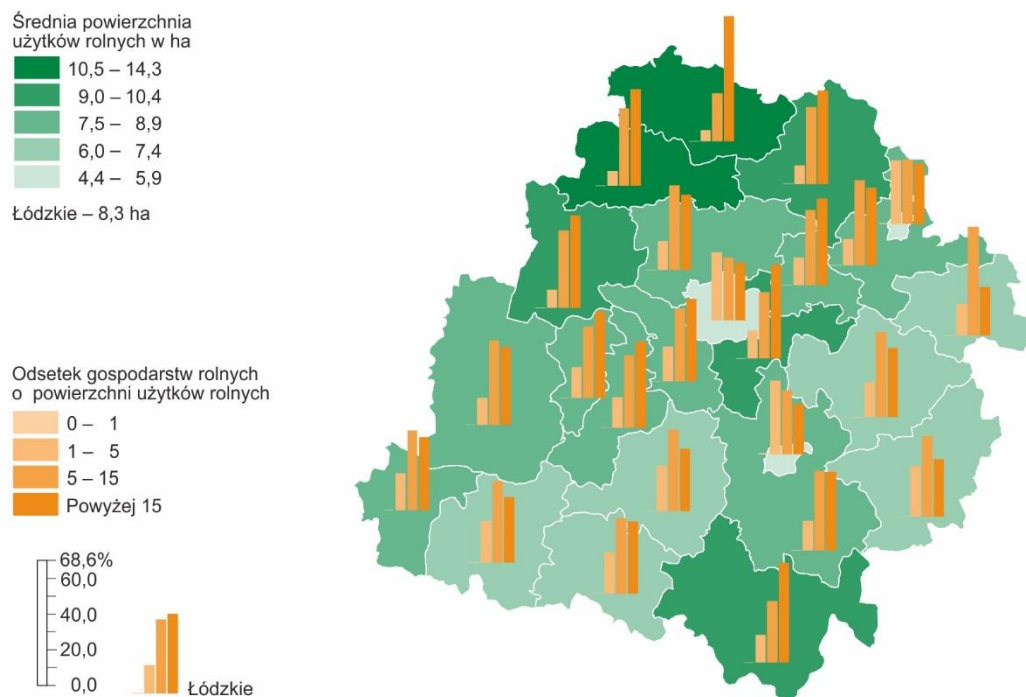 Średnia powierzchnia
użytków rolnych w ha
10,5 – 14,3
9,0 – 10,4
7,5 – 8,9
6,0 – 7,4
4,4 – 5,9
Łódzkie – 8,3 ha
Odsetek gospodarstw rolnych
o powierzchni użytków rolnych
0 – 1
1 – 5
5 – 15
Powyżej 15
68,6%
60,0
40,0
20,0
0,0
Łódzkie